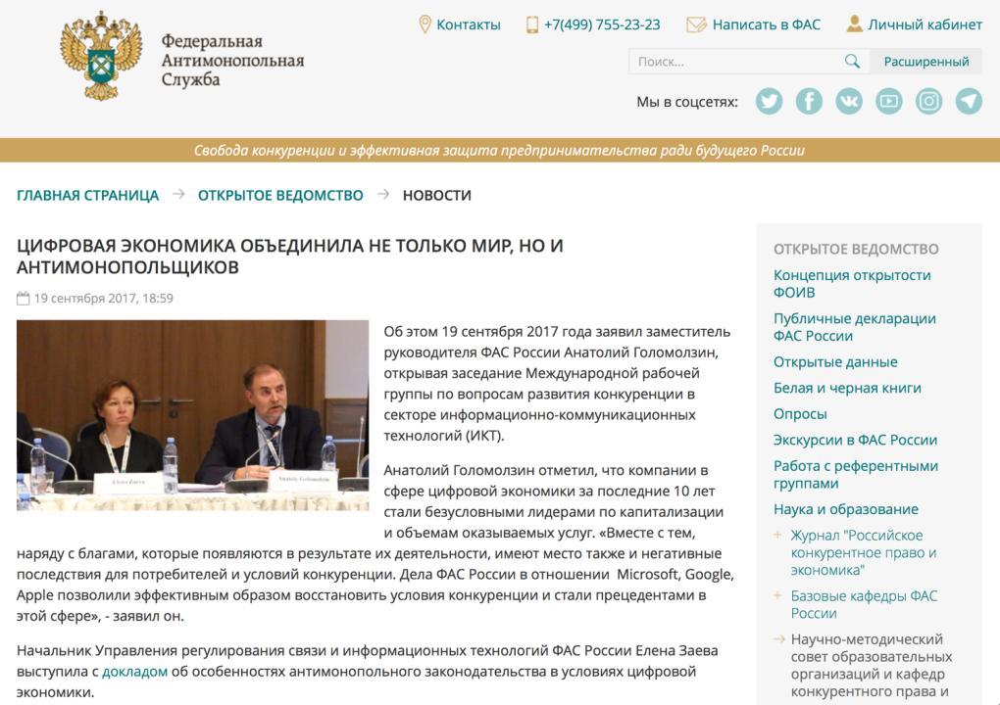 Федеральная
Антимонопольная
Служба
Контакты
+7(499) 755-23-23
Написать в ФАС
Личный кабинет
Поиск...
Расширенный
Мы в соцсетях:
Свобода конкуренции и эффективная защита предпринимательства ради будущего России
ГЛАВНАЯ СТРАНИЦА → ОТКРЫТОЕ ВЕДОМСТВО → НОВОСТИ
ЦИФРОВАЯ ЭКОНОМИКА ОБЪЕДИНИЛА НЕ ТОЛЬКО МИР, НО И
АНТИМОНОПОЛЬЩИКОВ
19 сентября 2017, 18:59
Elena Zaeva
Anatoly Golomolzin
Об этом 19 сентября 2017 года заявил заместитель
руководителя ФАС России Анатолий Голомолзин,
открывая заседание Международной рабочей
группы по вопросам развития конкуренции в
секторе информационно-коммуникационных
технологий (ИКТ).
Анатолий Голомолзин отметил, что компании в
сфере цифровой экономики за последние 10 лет
стали безусловными лидерами по капитализации
и объемам оказываемых услуг. «Вместе с тем,
наряду с благами, которые появляются в результате их деятельности, имеют место также и негативные
последствия для потребителей и условий конкуренции. Дела ФАС России в отношении  Microsoft, Google,
Apple позволили эффективным образом восстановить условия конкуренции и стали прецедентами в
этой сфере», - заявил он.
Начальник Управления регулирования связи и информационных технологий ФАС России Елена Заева
выступила с докладом об особенностях антимонопольного законодательства в условиях цифровой
экономики.
ОТКРЫТОЕ ВЕДОМСТВО
Концепция открытости
ФОИВ
Публичные декларации
ФАС России
Открытые данные
Белая и черная книги
Опросы
Экскурсии в ФАС России
Работа с референтными
группами
Наука и образование
+ Журнал "Российское
конкурентное право и
экономика"
+ Базовые кафедры ФАС
России
→ Научно-методический
совет образовательных
организаций и кафедр
конкурентного права и